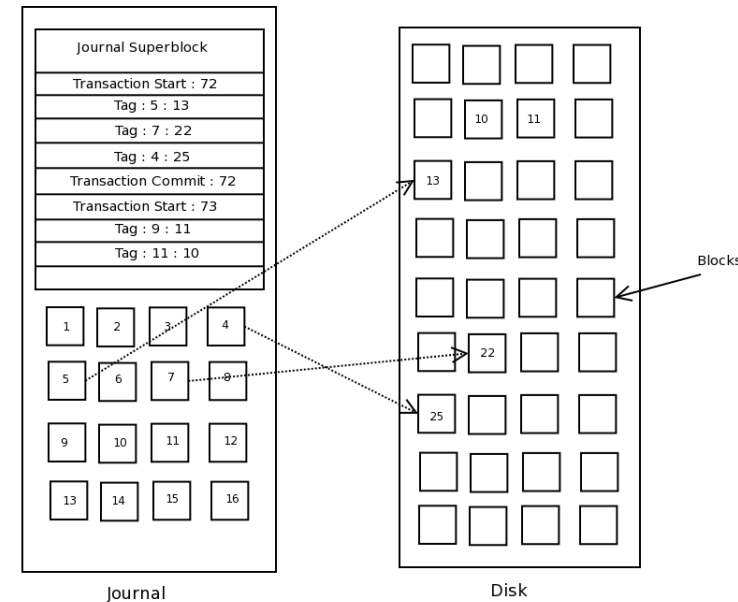 Journal Superblock
Transaction Start : 72
Tag : 5 : 13
Tag : 7 : 22
Tag : 4 : 25
Transaction Commit : 72
Transaction Start : 73
Tag : 9 : 11
Tag : 11 : 10
1 2 3 4
5 6 7 8
9 10 11 12
13 14 15 16
Journal
10 11
13
22
25
Blocks
Disk